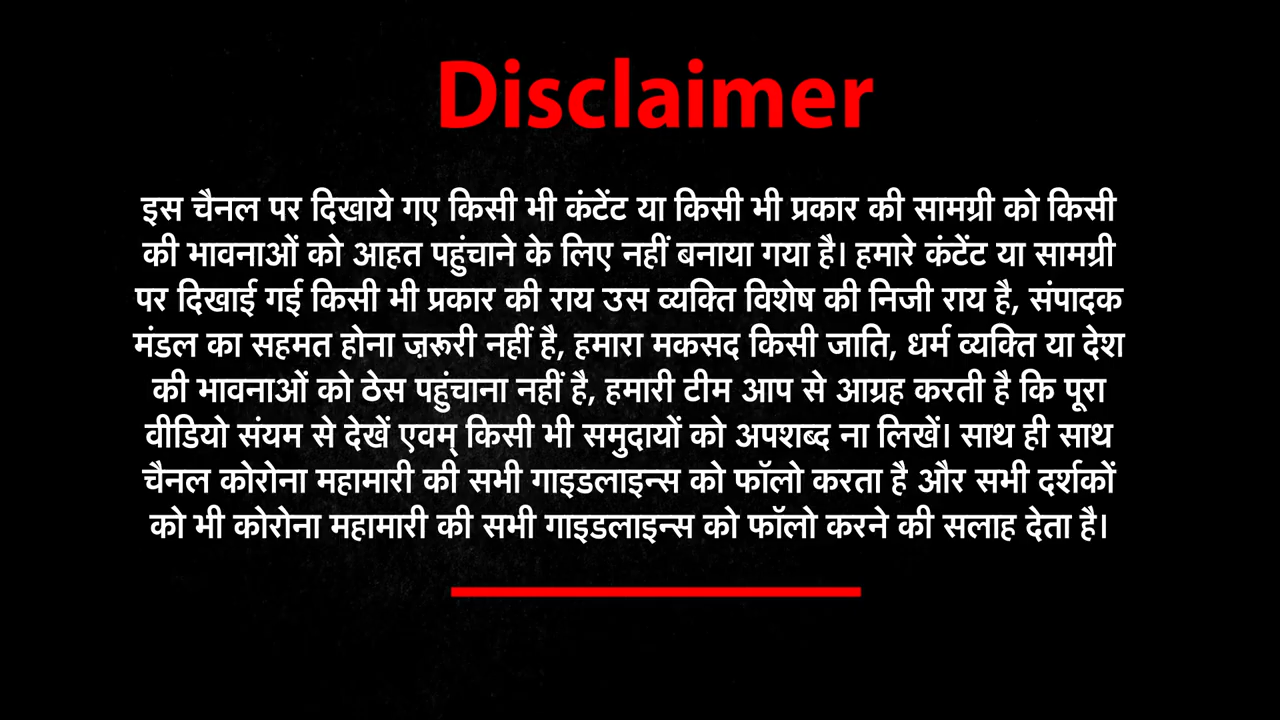 Disclaimer
इस चैनल पर दिखाये गए किसी भी कंटेंट या किसी भी प्रकार की सामग्री को किसी
की भावनाओं को आहत पहुंचाने के लिए नहीं बनाया गया है। हमारे कंटेंट या सामग्री
पर दिखाई गई किसी भी प्रकार की राय उस व्यक्ति विशेष की निजी राय है, संपादक
मंडल का सहमत होना ज़रूरी नहीं है, हमारा मकसद किसी जाति, धर्म व्यक्ति या देश
की भावनाओं को ठेस पहुंचाना नहीं है, हमारी टीम आप से आग्रह करती है कि पूरा
वीडियो संयम से देखें एवम् किसी भी समुदायों को अपशब्द ना लिखें। साथ ही साथ
चैनल कोरोना महामारी की सभी गाइडलाइन्स को फॉलो करता है और सभी दर्शकों
को भी कोरोना महामारी की सभी गाइडलाइन्स को फॉलो करने की सलाह देता है।